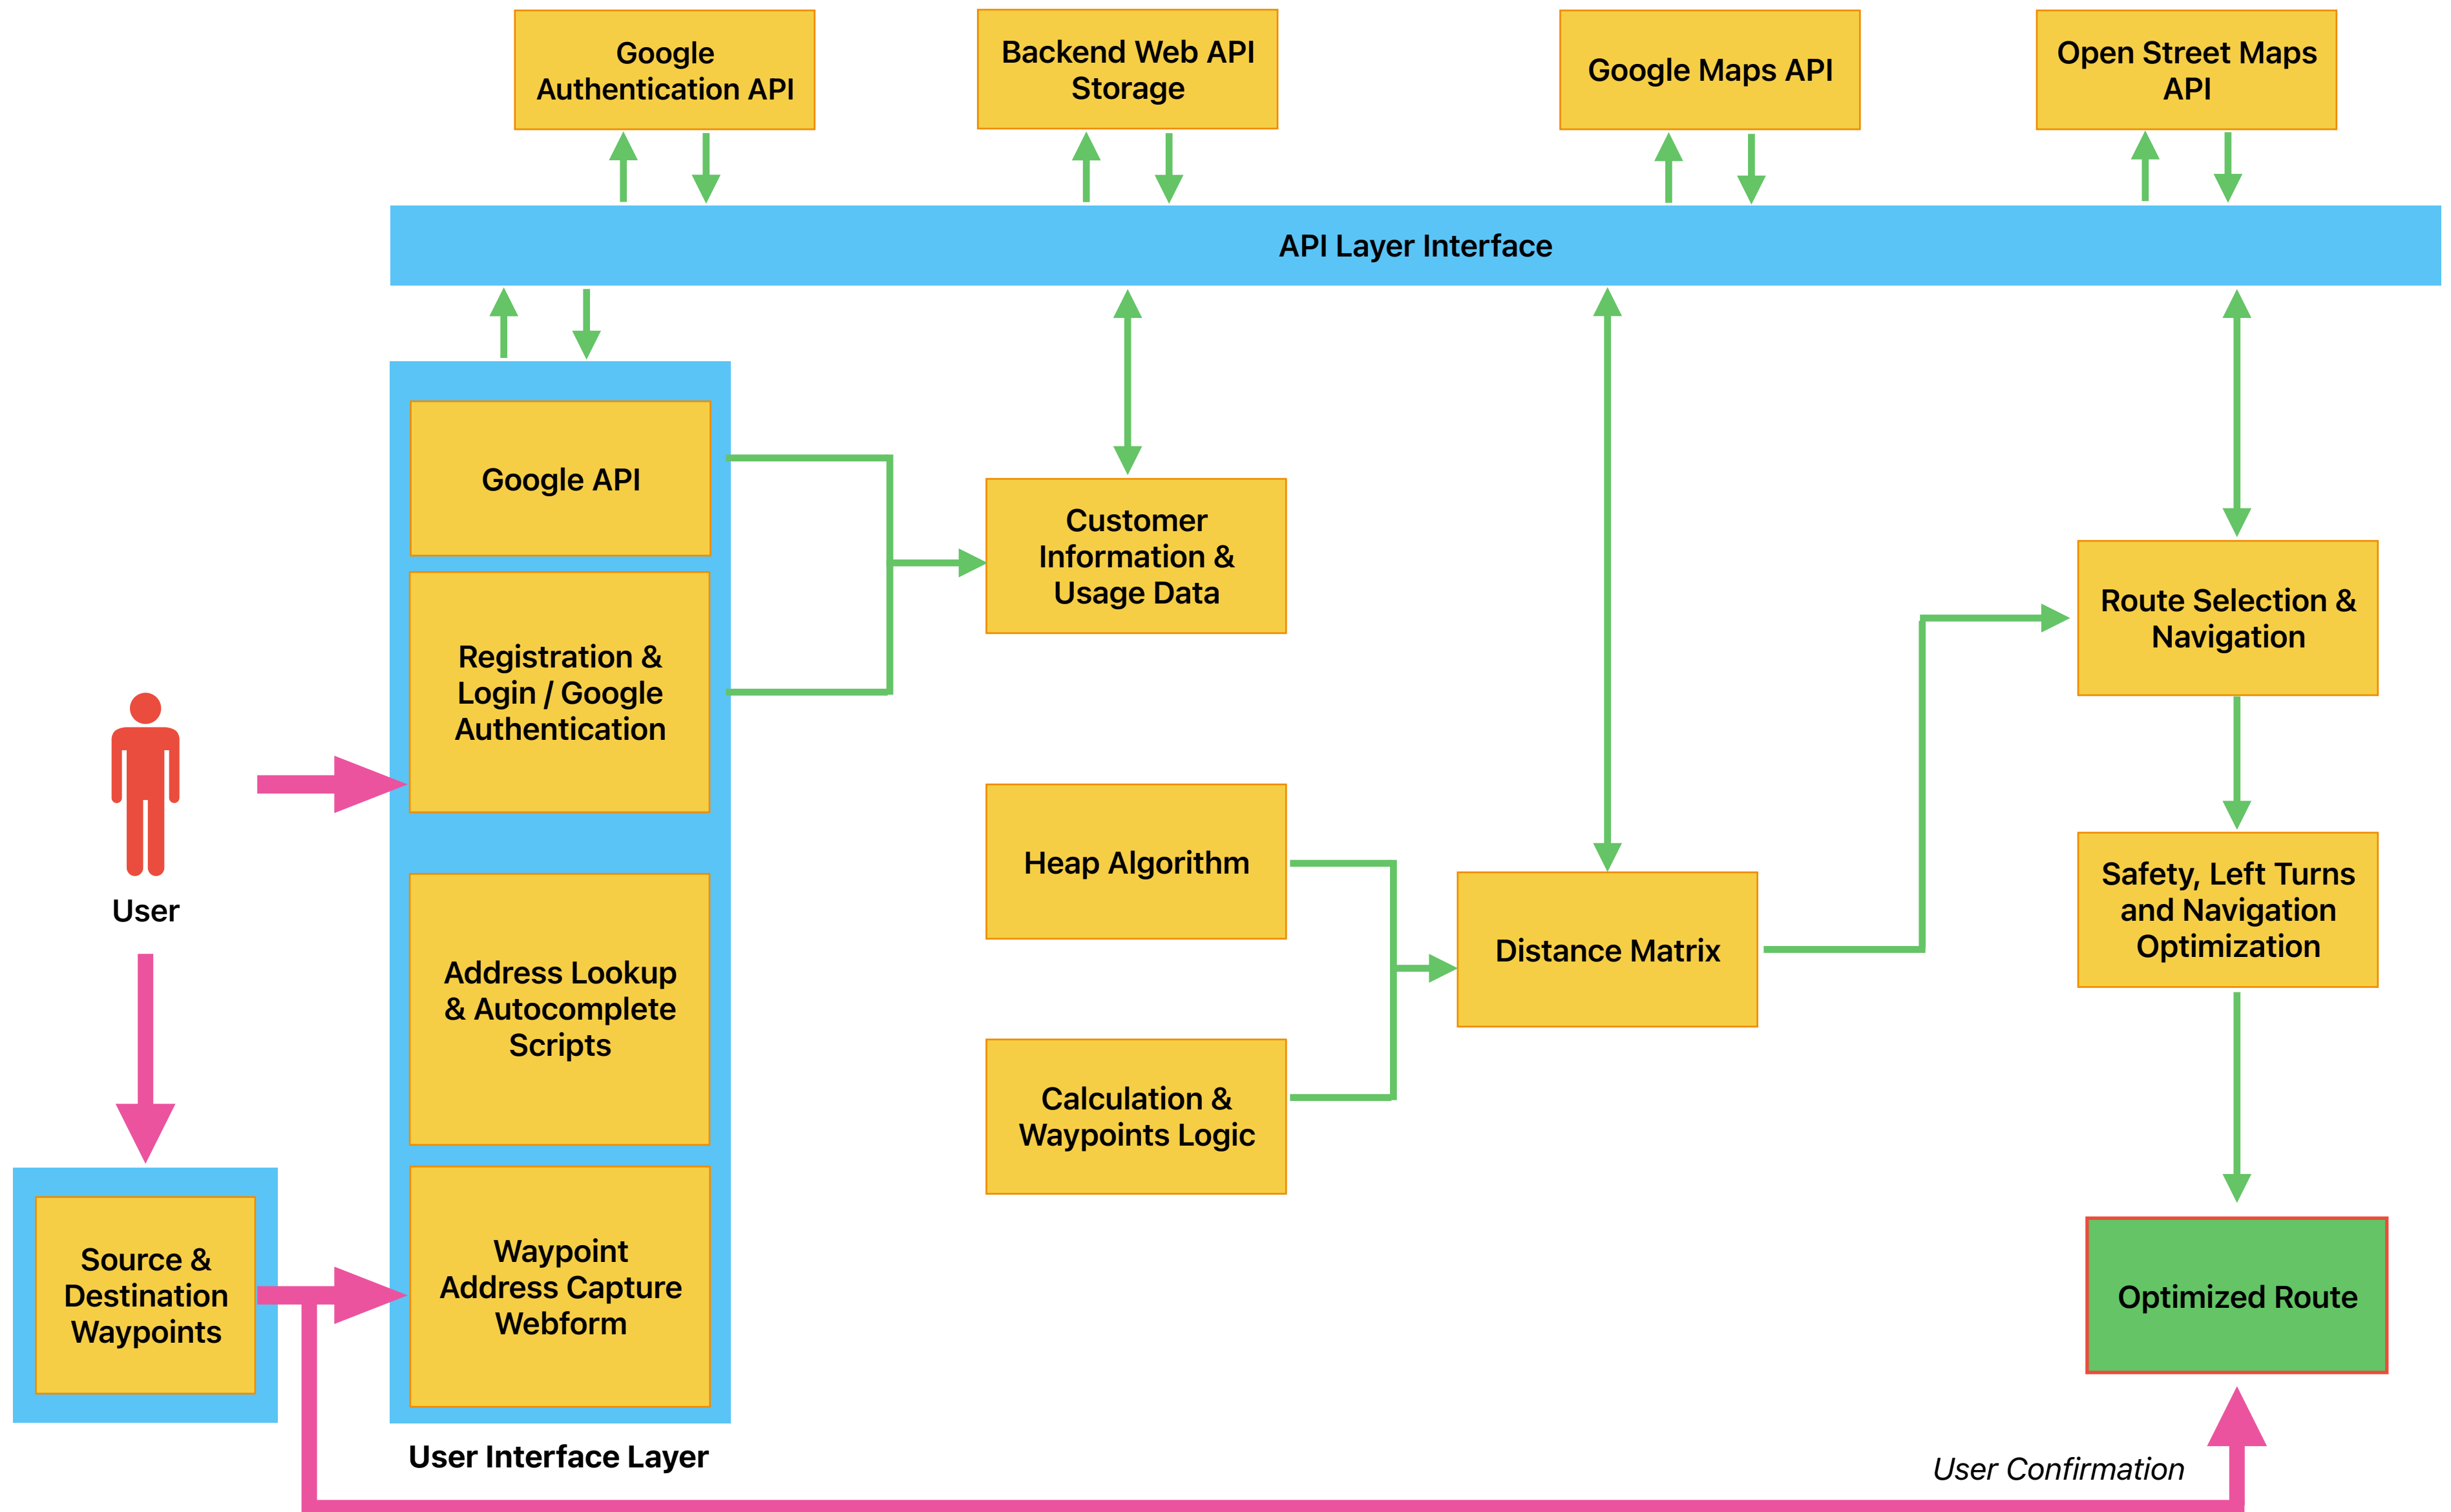 Google
Authentication API
Backend Web API
Storage
Google Maps API
Open Street Maps
API
API Layer Interface
Google API
Registration &
Login / Google
Authentication
Address Lookup
& Autocomplete
Scripts
Waypoint
Address Capture
Webform
User Interface Layer
User
Source &
Destination
Waypoints
Customer
Information &
Usage Data
Heap Algorithm
Calculation &
Waypoints Logic
Distance Matrix
Route Selection &
Navigation
Safety, Left Turns
and Navigation
Optimization
Optimized Route
User Confirmation